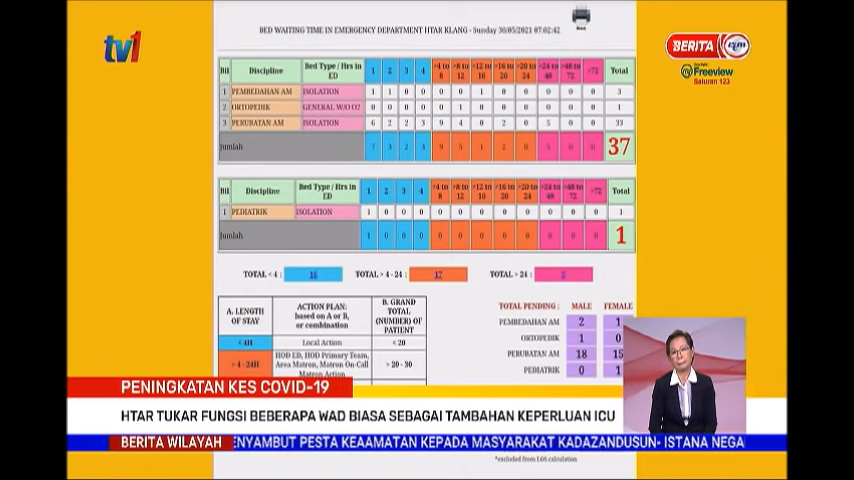 BED WAITING TIME IN EMERGENCY DEPARTMENT HTAR KLANG - Sunday 30/05/2021 07:02:42
Print
tv1
BERITA rtm
myFreeview
Saluran 123
Bil Discipline Bed Type / Hrs in ED 1 2 3 4 >4 to 8 >8 to 12 >12 to 16 >16 to 20 >20 to 24 >24 to 48 >48 to 72 >72 Total
1 PEMBEDAHAN AM ISOLATION 1 1 0 0 0 0 1 0 0 0 0 0 3
2 ORTOPEDIK GENERAL W/O O2 0 0 0 0 0 1 0 0 0 0 0 0 1
3 PERUBATAN AM ISOLATION 6 2 2 3 9 4 0 2 0 5 0 0 33
Jumlah 7 3 2 3 9 5 1 2 0 5 0 0 37
Bil Discipline Bed Type / Hrs in ED 1 2 3 4 >4 to 8 >8 to 12 >12 to 16 >16 to 20 >20 to 24 >24 to 48 >48 to 72 >72 Total
1 PEDIATRIK ISOLATION 1 0 0 0 0 0 0 0 0 0 0 0 1
Jumlah 1 0 0 0 0 0 0 0 0 0 0 0 1
TOTAL < 4 : 16 TOTAL > 4 - 24 : TOTAL > 24 : 5
A. LENGTH OF STAY ACTION PLAN: based on A or B, or combination B. GRAND TOTAL (NUMBER) OF PATIENT
< 4H Local Action < 20
> 4 - 24H HOD ED, HOD Primary Team, Area Matron, Matron On-Call Matron Action > 20 - 30
TOTAL PENDING : MALE FEMALE
PEMBEDAHAN AM 2 1
ORTOPEDIK 1 0
PERUBATAN AM 18 15
PEDIATRIK 0 1
PENINGKATAN KES COVID-19
HTAR TUKAR FUNGSI BEBERAPA WAD BIASA SEBAGAI TAMBAHAN KEPERLUAN ICU
BERITA WILAYAH ENYAMBUT PESTA KEAAMATAN KEPADA MASYARAKAT KADAZANDUSUN- ISTANA NEGA
*excluded from LOS calculation